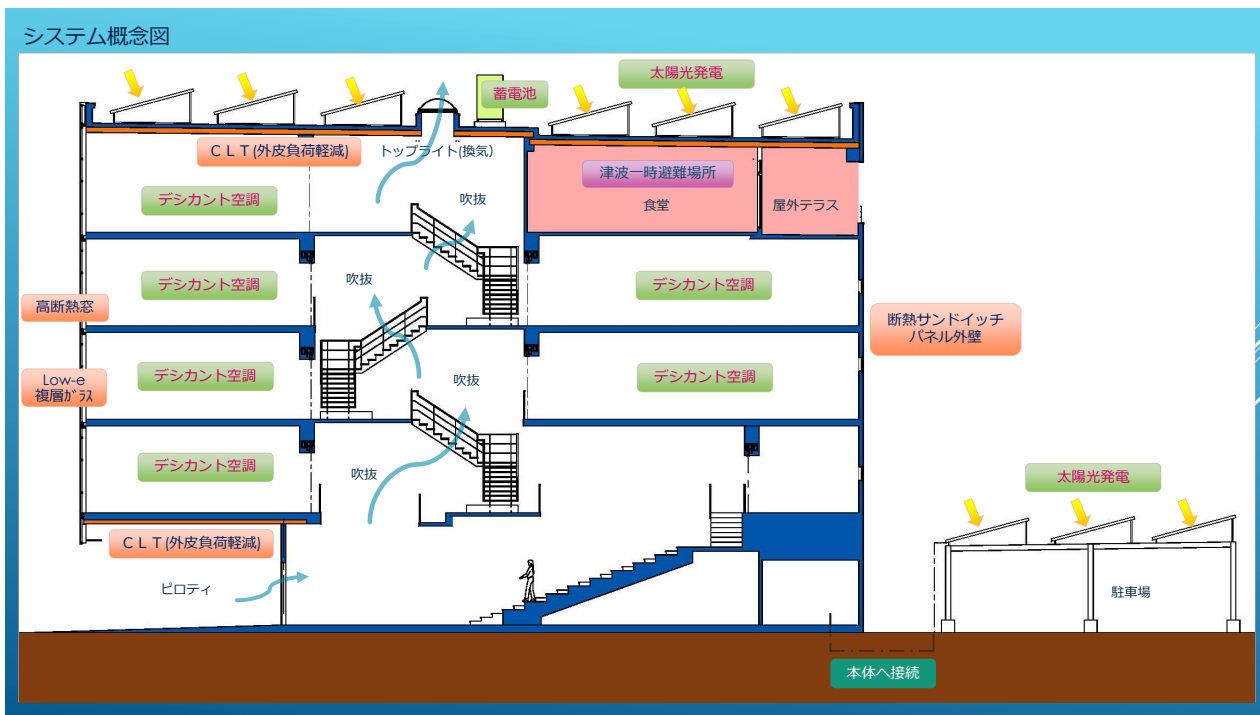 システム概念図
太陽光発電
蓄電池
ＣＬＴ(外皮負荷軽減)
トップライト(換気）
津波一時避難場所
デシカント空調
吹抜
食堂
屋外テラス
吹抜
デシカント空調
デシカント空調
高断熱窓
断熱サンドイッチ
パネル外壁
Low-e
複層ｶﾞﾗｽ
デシカント空調
吹抜
デシカント空調
デシカント空調
吹抜
太陽光発電
ＣＬＴ(外皮負荷軽減)
ピロティ
駐車場
本体へ接続